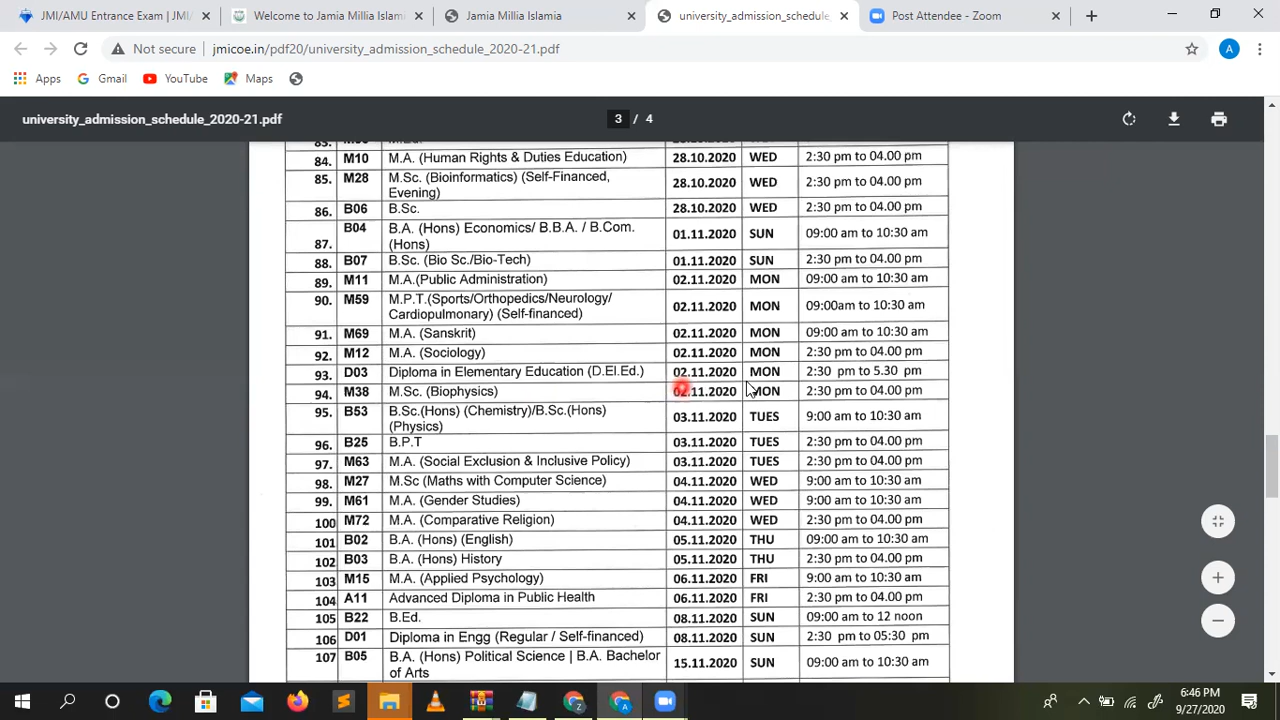 JMI/AMU Entrance Exam | JMI/
Welcome to Jamia Millia Islami
Jamia Millia Islamia
university_admission_schedule_
Post Attendee - Zoom
Not secure | jmicoe.in/pdf20/university_admission_schedule_2020-21.pdf
A
Apps Gmail YouTube Maps
university_admission_schedule_2020-21.pdf 3 / 4
84. M10 M.A. (Human Rights & Duties Education) 28.10.2020 WED 2:30 pm to 04.00 pm
85. M28 M.Sc. (Bioinformatics) (Self-Financed, 28.10.2020 WED 2:30 pm to 04.00 pm
Evening)
86. B06 B.Sc. 28.10.2020 WED 2:30 pm to 04.00 pm
87. B04 B.A. (Hons) Economics/ B.B.A. / B.Com. 01.11.2020 SUN 09:00 am to 10:30 am
(Hons)
88. B07 B.Sc. (Bio Sc./Bio-Tech) 01.11.2020 SUN 2:30 pm to 04.00 pm
89. M11 M.A.(Public Administration) 02.11.2020 MON 09:00 am to 10:30 am
90. M59 M.P.T.(Sports/Orthopedics/Neurology/ 02.11.2020 MON 09:00am to 10:30 am
Cardiopulmonary) (Self-financed)
91. M69 M.A. (Sanskrit) 02.11.2020 MON 09:00 am to 10:30 am
92. M12 M.A. (Sociology) 02.11.2020 MON 2:30 pm to 04.00 pm
93. D03 Diploma in Elementary Education (D.El.Ed.) 02.11.2020 MON 2:30 pm to 5.30 pm
94. M38 M.Sc. (Biophysics) 02.11.2020 MON 2:30 pm to 04.00 pm
95. B53 B.Sc.(Hons) (Chemistry)/B.Sc.(Hons) 03.11.2020 TUES 9:00 am to 10:30 am
(Physics)
96. B25 B.P.T 03.11.2020 TUES 2:30 pm to 04.00 pm
97. M63 M.A. (Social Exclusion & Inclusive Policy) 03.11.2020 TUES 2:30 pm to 04.00 pm
98. M27 M.Sc (Maths with Computer Science) 04.11.2020 WED 9:00 am to 10:30 am
99. M61 M.A. (Gender Studies) 04.11.2020 WED 9:00 am to 10:30 am
100 M72 M.A. (Comparative Religion) 04.11.2020 WED 2:30 pm to 04.00 pm
101 B02 B.A. (Hons) (English) 05.11.2020 THU 09:00 am to 10:30 am
102 B03 B.A. (Hons) History 05.11.2020 THU 2:30 pm to 04.00 pm
103 M15 M.A. (Applied Psychology) 06.11.2020 FRI 9:00 am to 10:30 am
104 A11 Advanced Diploma in Public Health 06.11.2020 FRI 2:30 pm to 04.00 pm
105 B22 B.Ed. 08.11.2020 SUN 09:00 am to 12 noon
106 D01 Diploma in Engg (Regular / Self-financed) 08.11.2020 SUN 2:30 pm to 05:30 pm
107 B05 B.A. (Hons) Political Science | B.A. Bachelor 15.11.2020 SUN 09:00 am to 10:30 am
of Arts
6:46 PM
9/27/2020